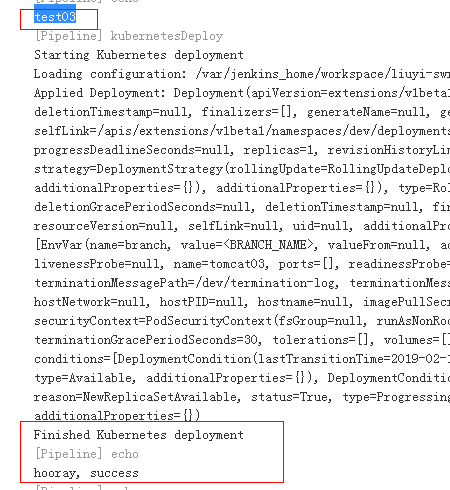 [Pipeline] echo
test03
[Pipeline] kubernetesDeploy
Starting Kubernetes deployment
Loading configuration: /var/jenkins_home/workspace/liuyi-swm
Applied Deployment: Deployment(apiVersion=extensions/v1beta1
deletionTimestamp=null, finalizers=[], generateName=null, ge
selfLink=/apis/extensions/v1beta1/namespaces/dev/deployments
progressDeadlineSeconds=null, replicas=1, revisionHistoryLin
strategy=DeploymentStrategy(rollingUpdate=RollingUpdateDeplo
additionalProperties={}), additionalProperties={}), type=Rol
deletionGracePeriodSeconds=null, deletionTimestamp=null, fin
resourceVersion=null, selfLink=null, uid=null, additionalPro
[EnvVar(name=branch, value=<BRANCH_NAME>, valueFrom=null, ad
livenessProbe=null, name=tomcat03, ports=[], readinessProbe=
terminationMessagePath=/dev/termination-log, terminationMess
hostNetwork=null, hostPID=null, hostname=null, imagePullSecr
securityContext=PodSecurityContext(fsGroup=null, runAsNonRoo
terminationGracePeriodSeconds=30, tolerations=[], volumes=[]
conditions=[DeploymentCondition(lastTransitionTime=2019-02-1
type=Available, additionalProperties={}), DeploymentConditio
reason=NewReplicaSetAvailable, status=True, type=Progressing
additionalProperties={})
Finished Kubernetes deployment
[Pipeline] echo
hooray, success
[Pipeline] echo